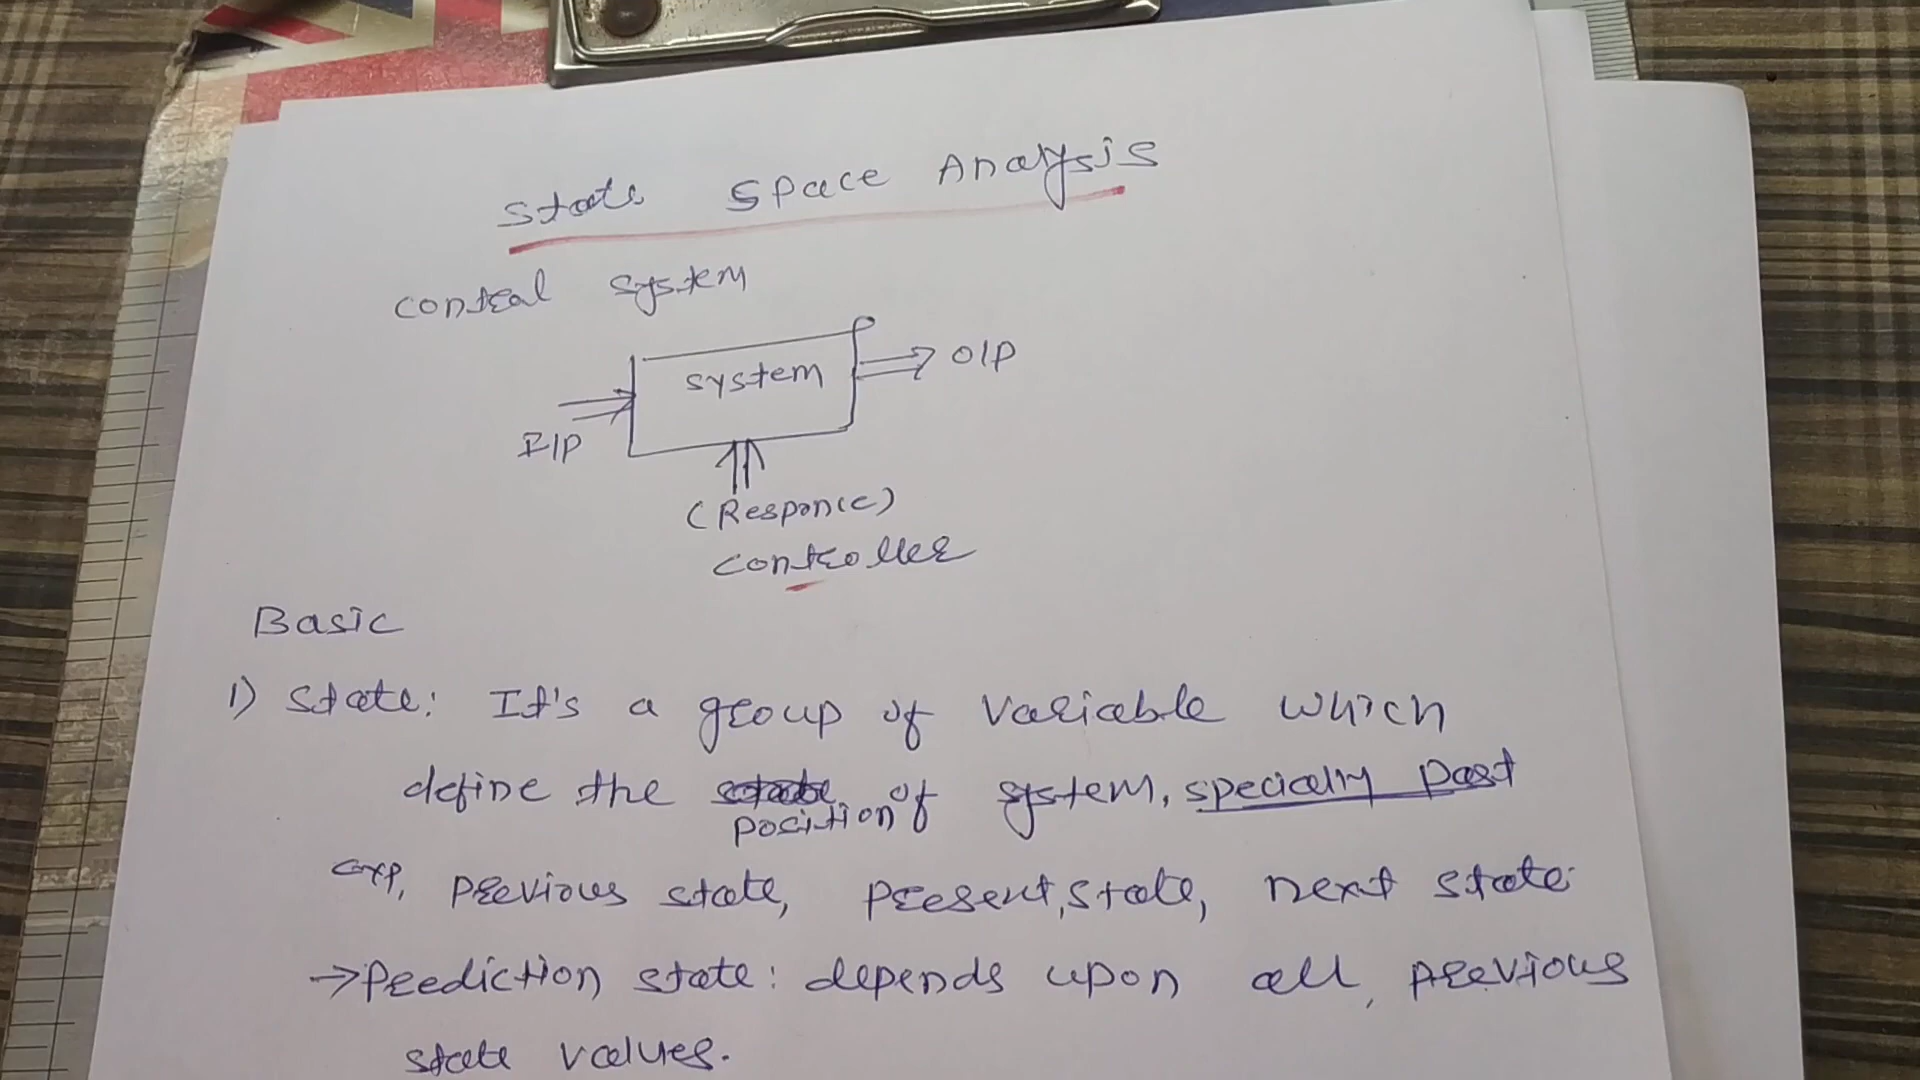 State Space Analysis
control system
system
O/P
I/P
(Responce)
controller
Basic
1) State: It's a group of variable which
define the state of system, specially past
position of
exp, previous state, present, state, next state.
→ Prediction state: depends upon all, previous
state values.